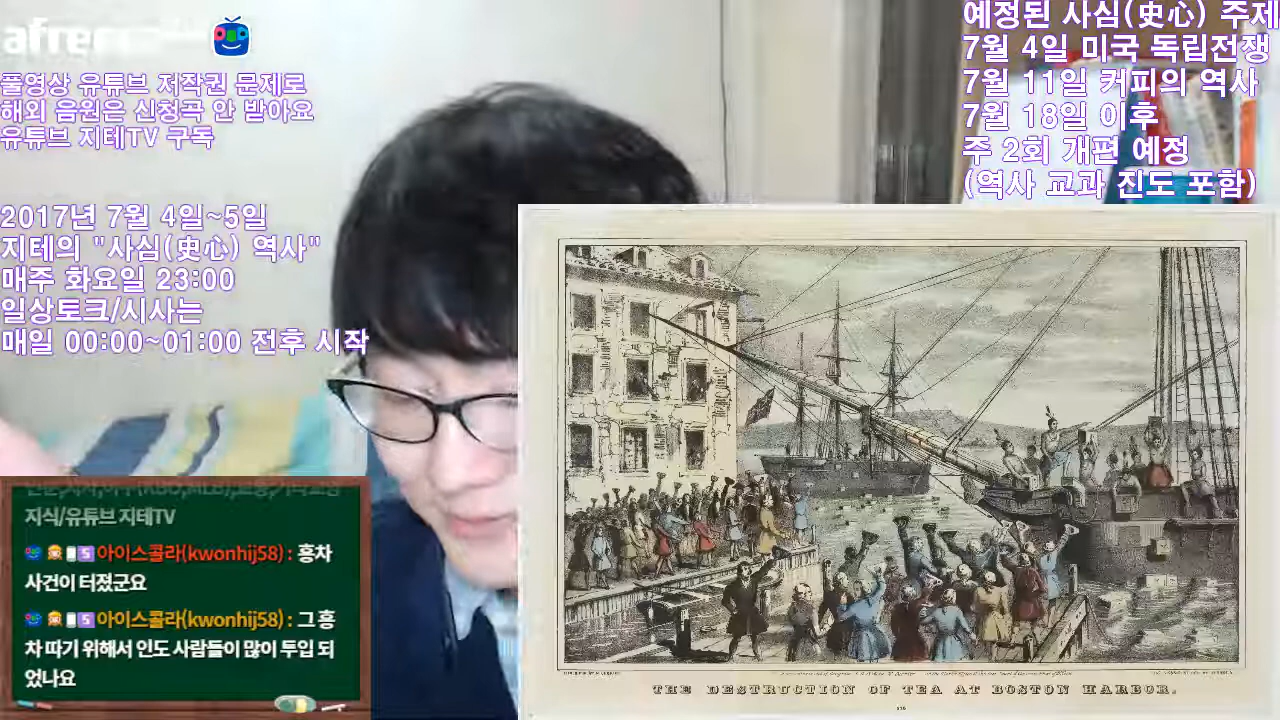 풀영상 유튜브 저작권 문제로
해외 음원은 신청곡 안 받아요
유튜브 지테TV 구독
2017년 7월 4일~5일
지테의 "사심(史心) 역사"
매주 화요일 23:00
일상토크/시사는
매일 00:00~01:00 전후 시작
예정된 사심(史心) 주제
7월 4일 미국 독립전쟁
7월 11일 커피의 역사
7월 18일 이후
주 2회 개편 예정
(역사 교과 진도 포함)
지식/유튜브 지테TV
아이스콜라(kwonhij58) : 홍차
사건이 터졌군요
아이스콜라(kwonhij58) : 그 홍
차 따기 위해서 인도 사람들이 많이 투입 되
었나요
THE DESTRUCTION OF TEA AT BOSTON HARBOR.